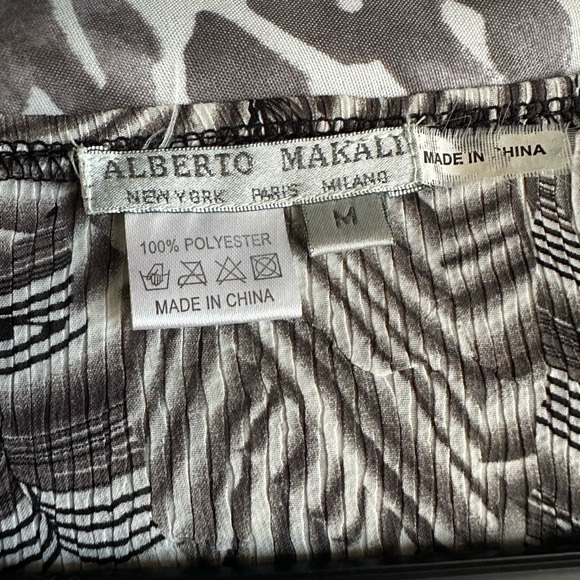 ALBERTO MAKALI
NEW YORK PARIS MILANO
MADE IN CHINA
M
100% POLYESTER
MADE IN CHINA